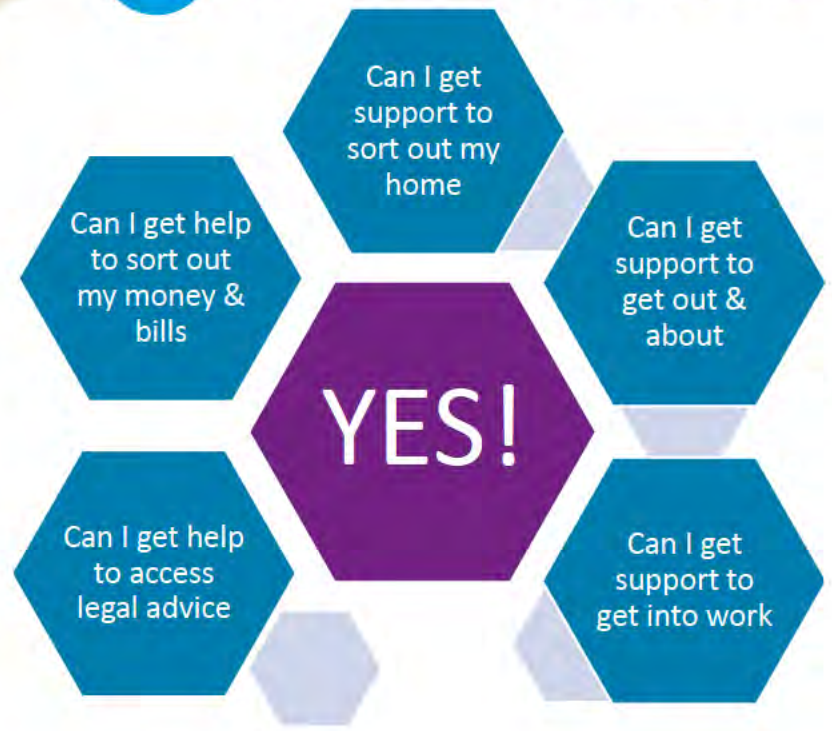 Can I get
support to
sort out my
home
Can I get help
to sort out
my money &
bills
Can I get
support to
get out &
about
YES!
Can I get help
to access
legal advice
Can I get
support to
get into work